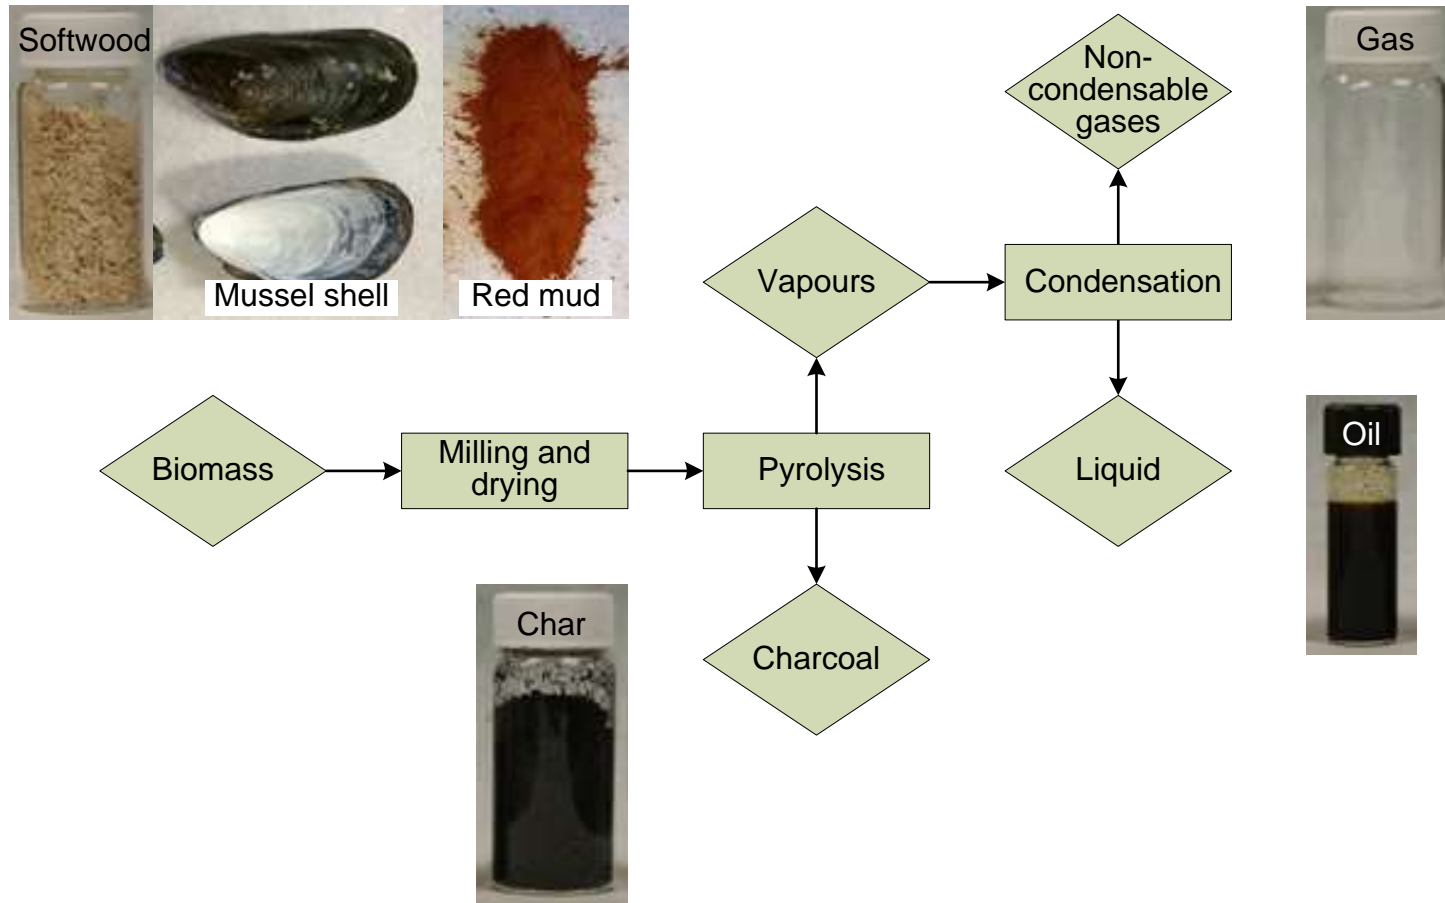 Softwood
Mussel shell
Red mud
Non-
condensable
gases
Gas
Vapours
Condensation
Biomass
Milling and
drying
Pyrolysis
Liquid
Oil
Char
Charcoal